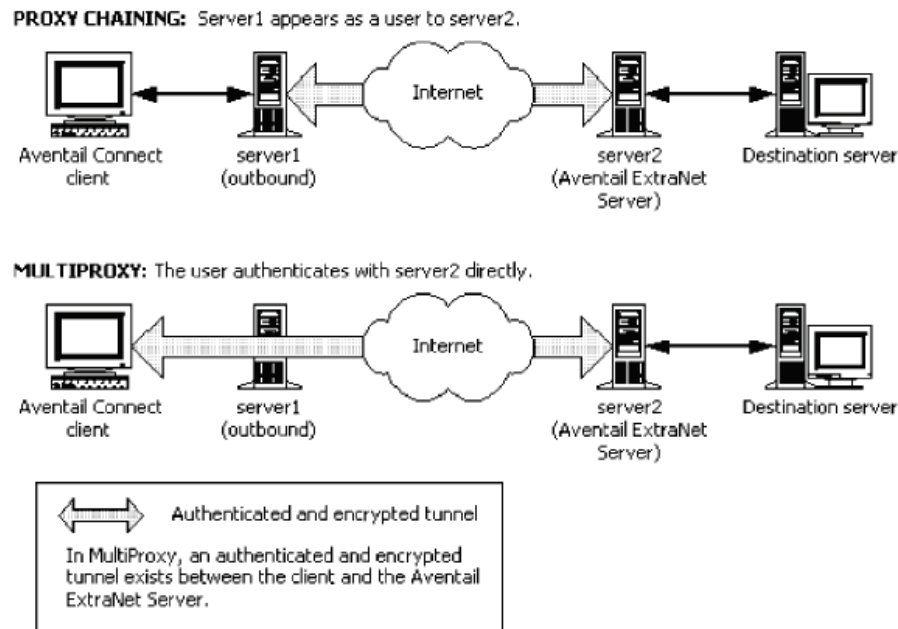 PROXY CHAINING: Server1 appears as a user to server2.
Internet
Aventail Connect
client
server1
(outbound)
server2
(Aventail ExtraNet
Server)
Destination server
MULTIPROXY: The user authenticates with server2 directly.
Internet
Aventail Connect
client
server1
(outbound)
server2
(Aventail ExtraNet
Server)
Destination server
Authenticated and encrypted tunnel
In MultiProxy, an authenticated and encrypted
tunnel exists between the client and the Aventail
ExtraNet Server.